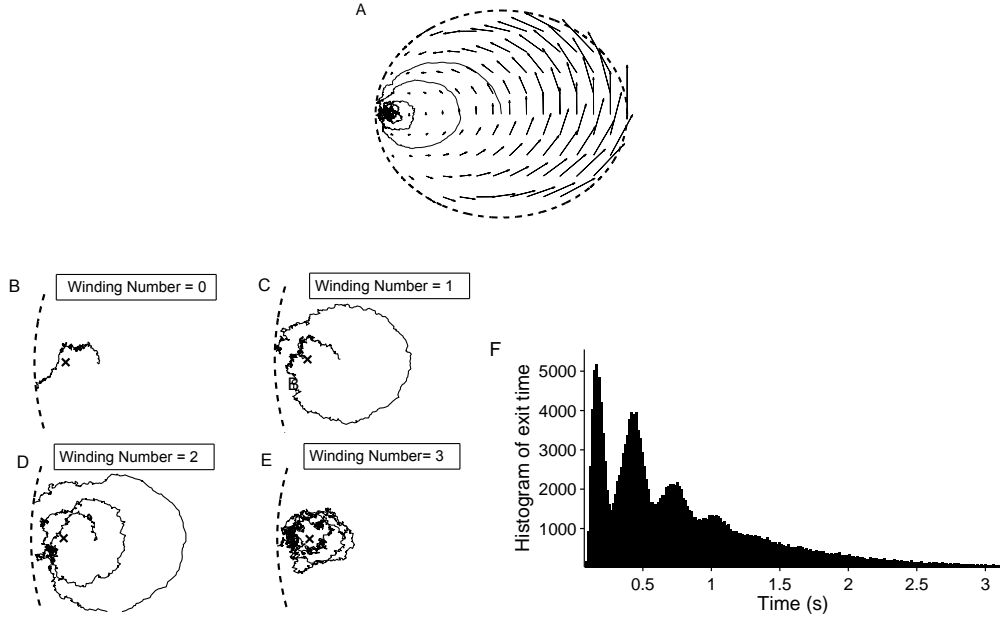 A
B
Winding Number = 0
C
Winding Number = 1
B
D
Winding Number = 2
E
Winding Number= 3
F
Histogram of exit time
5000
4000
3000
2000
1000
0.5 1 1.5 2 2.5 3
Time (s)